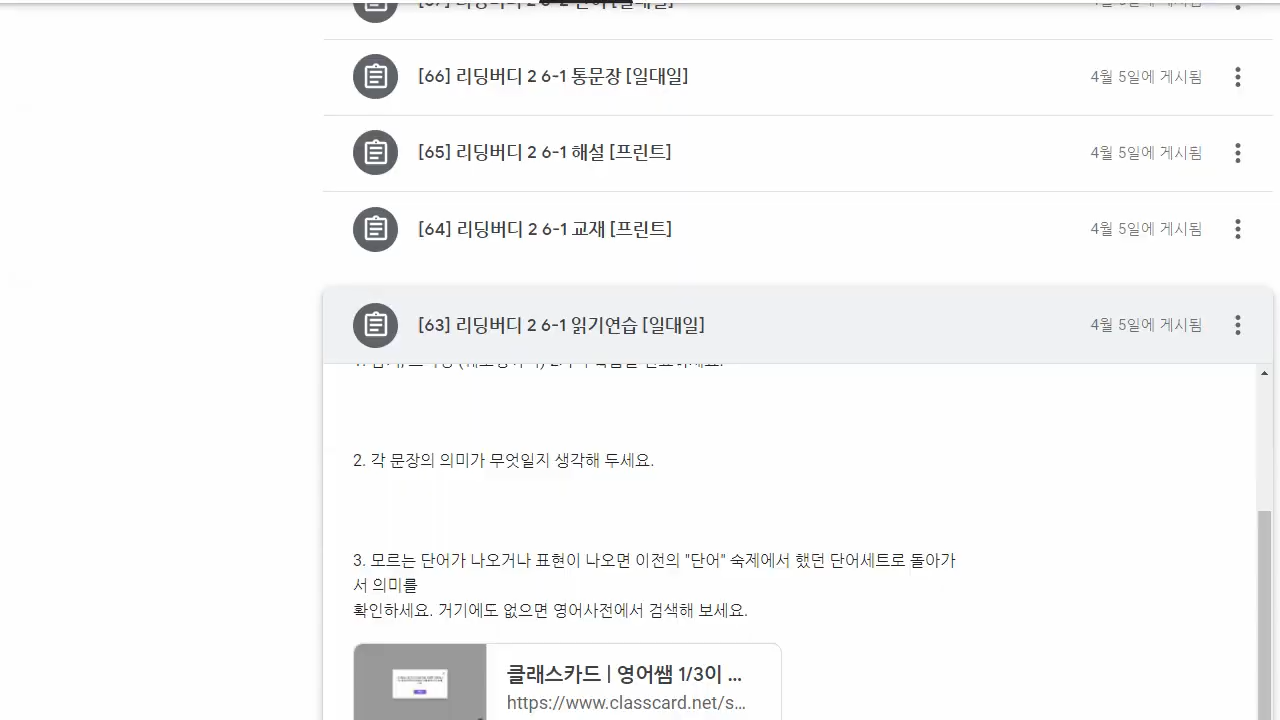 [66] 리딩버디 2 6-1 통문장 [일대일]
4월 5일에 게시됨
[65] 리딩버디 2 6-1 해설 [프린트]
4월 5일에 게시됨
[64] 리딩버디 2 6-1 교재 [프린트]
4월 5일에 게시됨
[63] 리딩버디 2 6-1 읽기연습 [일대일]
4월 5일에 게시됨
2. 각 문장의 의미가 무엇일지 생각해 두세요.
3. 모르는 단어가 나오거나 표현이 나오면 이전의 "단어" 숙제에서 했던 단어세트로 돌아가
서 의미를
확인하세요. 거기에도 없으면 영어사전에서 검색해 보세요.
클래스카드 | 영어쌤 1/3이 ...
https://www.classcard.net/s...